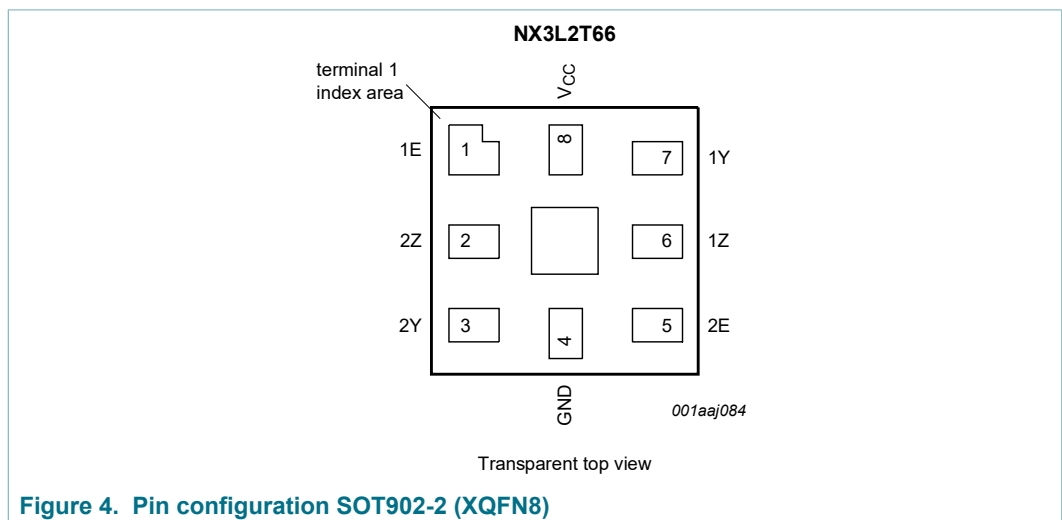 NX3L2T66
terminal 1
index area
VCC
1E
1
8
7
1Y
2Z
2
6
1Z
2Y
3
4
5
2E
GND
001aaj084
Transparent top view
Figure 4. Pin configuration SOT902-2 (XQFN8)